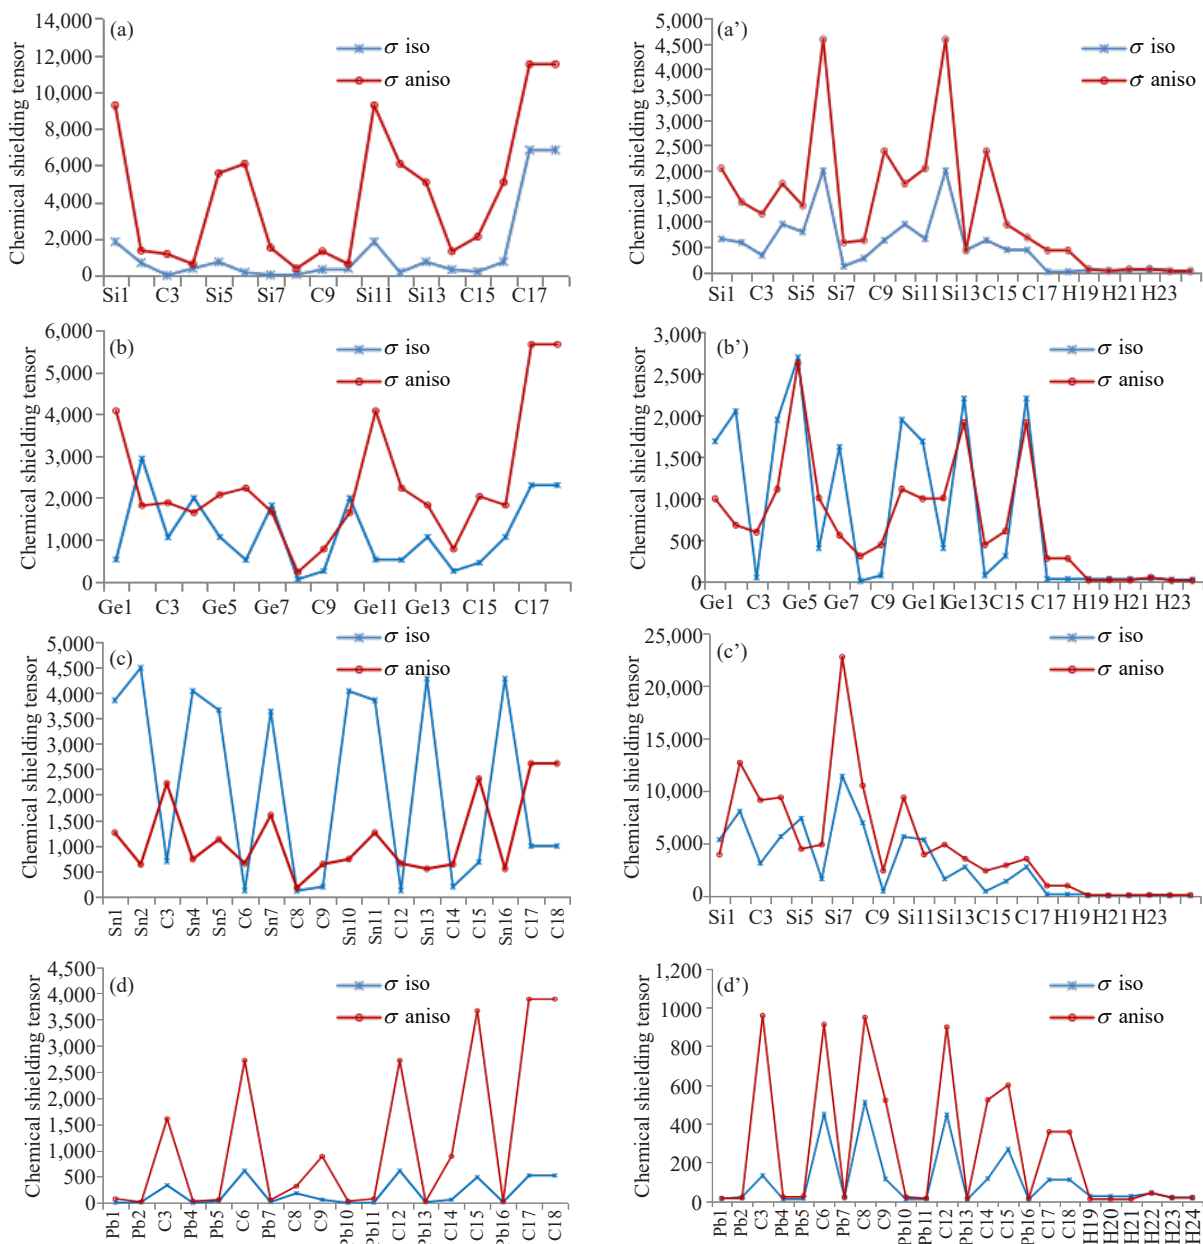 (a)
σ iso
σ aniso
Chemical shielding tensor
14,000
12,000
10,000
8,000
6,000
4,000
2,000
0
Si1 C3 Si5 Si7 C9 Si11 Si13 C15 C17
(a’)
σ iso
σ aniso
Chemical shielding tensor
5,000
4,500
4,000
3,500
3,000
2,500
2,000
1,500
1,000
500
0
Si1 C3 Si5 Si7 C9 Si11 Si13 C15 C17 H19 H21 H23
(b)
σ iso
σ aniso
Chemical shielding tensor
6,000
5,000
4,000
3,000
2,000
1,000
0
Ge1 C3 Ge5 Ge7 C9 Ge11 Ge13 C15 C17
(b’)
σ iso
σ aniso
Chemical shielding tensor
3,000
2,500
2,000
1,500
1,000
500
0
Ge1 C3 Ge5 Ge7 C9 Ge11 Ge13 C15 C17 H19 H21 H23
(c)
σ iso
σ aniso
Chemical shielding tensor
5,000
4,500
4,000
3,500
3,000
2,500
2,000
1,500
1,000
500
0
Sn1 Sn2 C3 Sn4 Sn5 C6 Sn7 C8 C9 Sn10 Sn11 C12 Sn13 C14 C15 Sn16 C17 C18
(c’)
σ iso
σ aniso
Chemical shielding tensor
25,000
20,000
15,000
10,000
5,000
0
Si1 C3 Si5 Si7 C9 Si11 Si13 C15 C17 H19 H21 H23
(d)
σ iso
σ aniso
Chemical shielding tensor
4,500
4,000
3,500
3,000
2,500
2,000
1,500
1,000
500
0
Pb1 Pb2 C3 Pb4 Pb5 C6 Pb7 C8 C9 Pb10 Pb11 C12 Pb13 C14 C15 Pb16 C17 C18
(d’)
σ iso
σ aniso
Chemical shielding tensor
1,200
1000
800
600
400
200
0
Pb1 Pb2 C3 Pb4 Pb5 C6 Pb7 C8 C9 Pb10 Pb11 C12 Pb13 C14 C15 Pb16 C17 C18 H19 H20 H21 H22 H23 H24